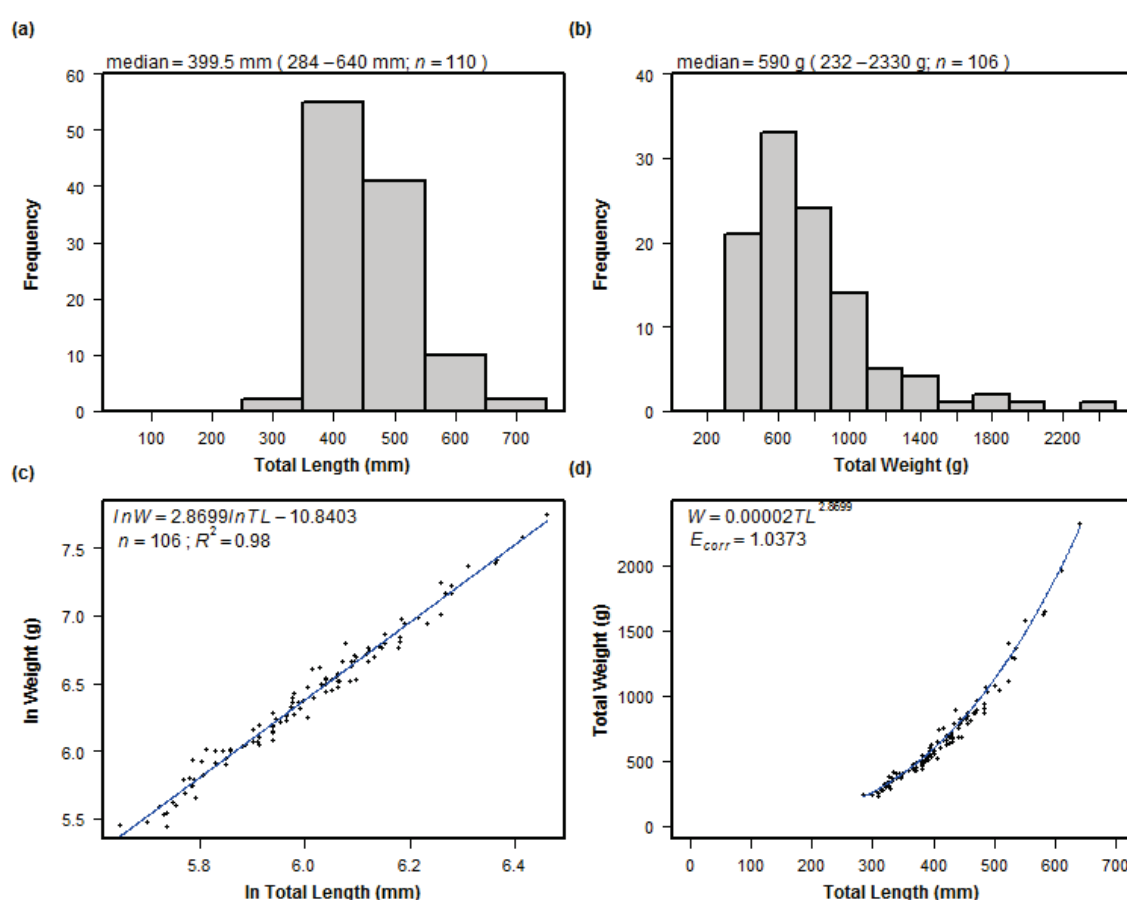 (a)
median = 399.5 mm ( 284 – 640 mm; n = 110 )
60
50
40
30
20
10
0
Frequency
100 200 300 400 500 600 700
Total Length (mm)
(b)
median = 590 g ( 232 – 2330 g; n = 106 )
40
30
20
10
0
Frequency
200 600 1000 1400 1800 2200
Total Weight (g)
(c)
lnW = 2.8699lnTL – 10.8403
n = 106 ; R² = 0.98
7.5
7.0
6.5
6.0
5.5
ln Weight (g)
5.8 6.0 6.2 6.4
ln Total Length (mm)
(d)
W = 0.00002TL^2.8699
E_corr = 1.0373
2000
1500
1000
500
0
Total Weight (g)
0 100 200 300 400 500 600 700
Total Length (mm)